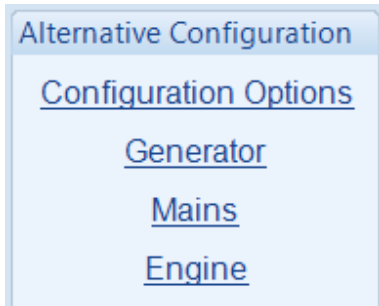 Alternative Configuration
Configuration Options
Generator
Mains
Engine